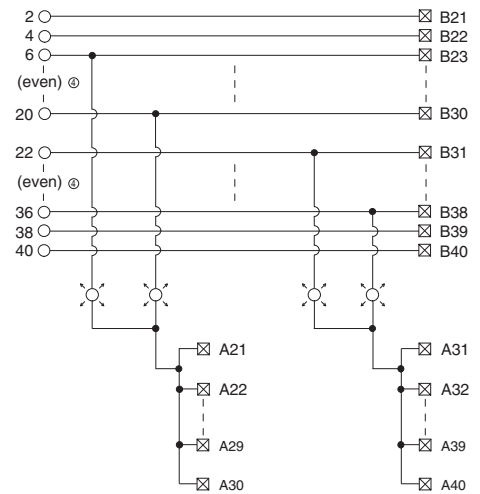 2 B21
4 B22
6 B23
(even) ④
20 B30
22 B31
(even) ④
36 B38
38 B39
40 B40
A21 A31
A22 A32
A29 A39
A30 A40